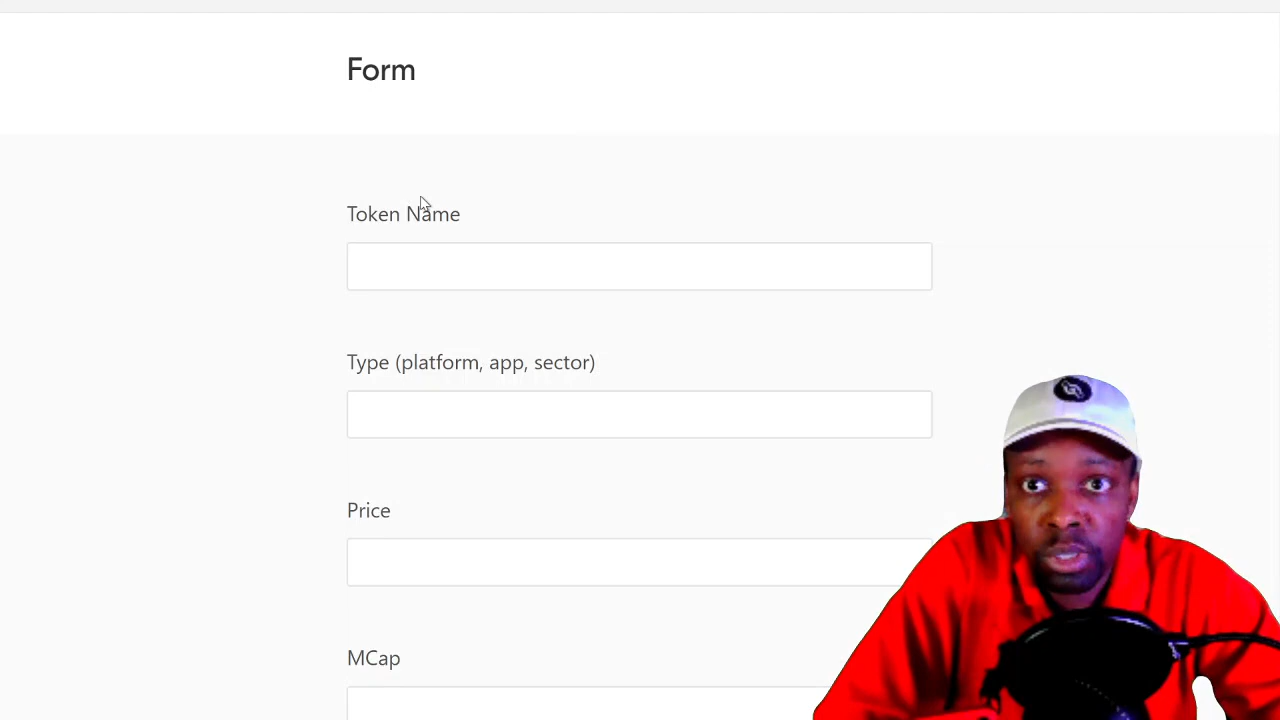 Form
Token Name
Type (platform, app, sector)
Price
MCap